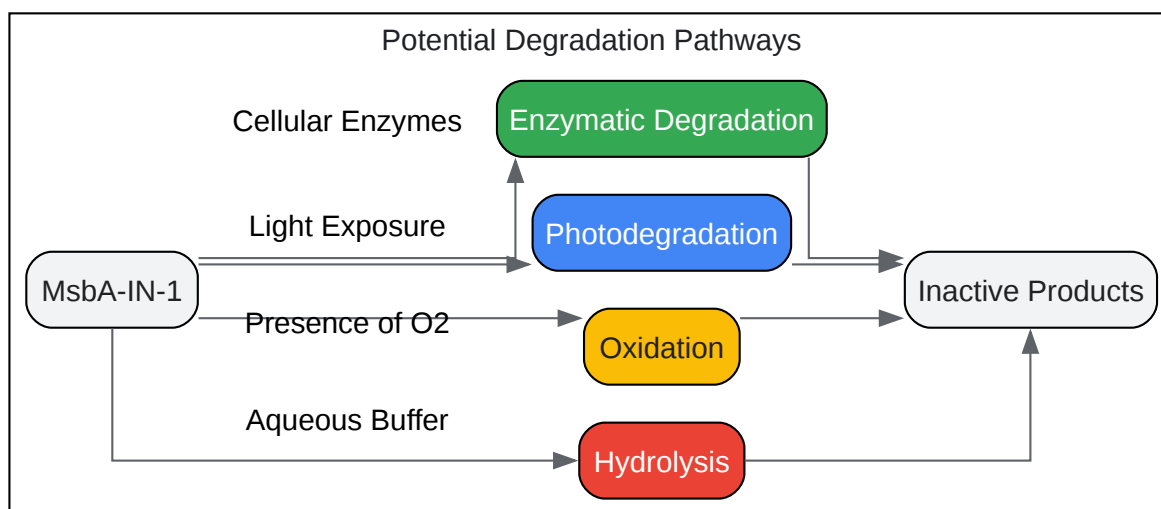 Potential Degradation Pathways
Cellular Enzymes
Enzymatic Degradation
Light Exposure
Photodegradation
MsbA-IN-1
Inactive Products
Presence of O2
Oxidation
Aqueous Buffer
Hydrolysis